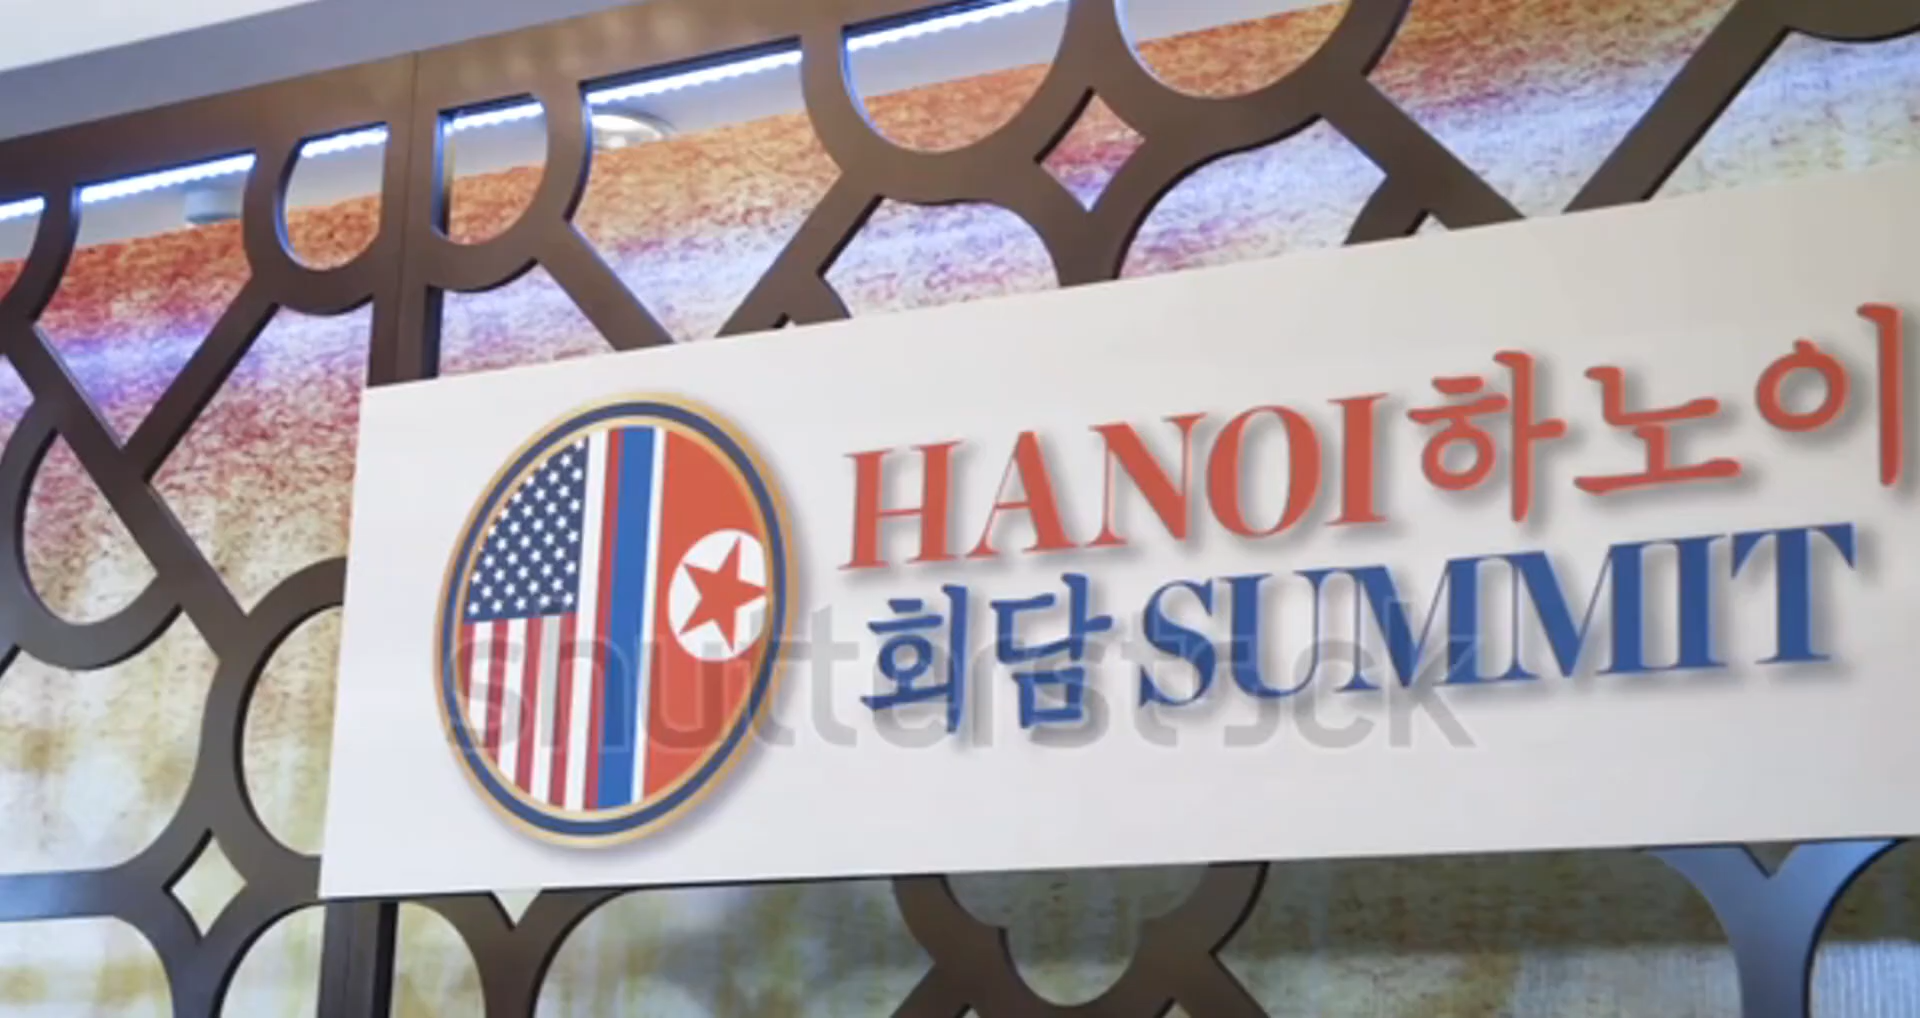 HANOI 하노이
회담 SUMMIT
shutterstock